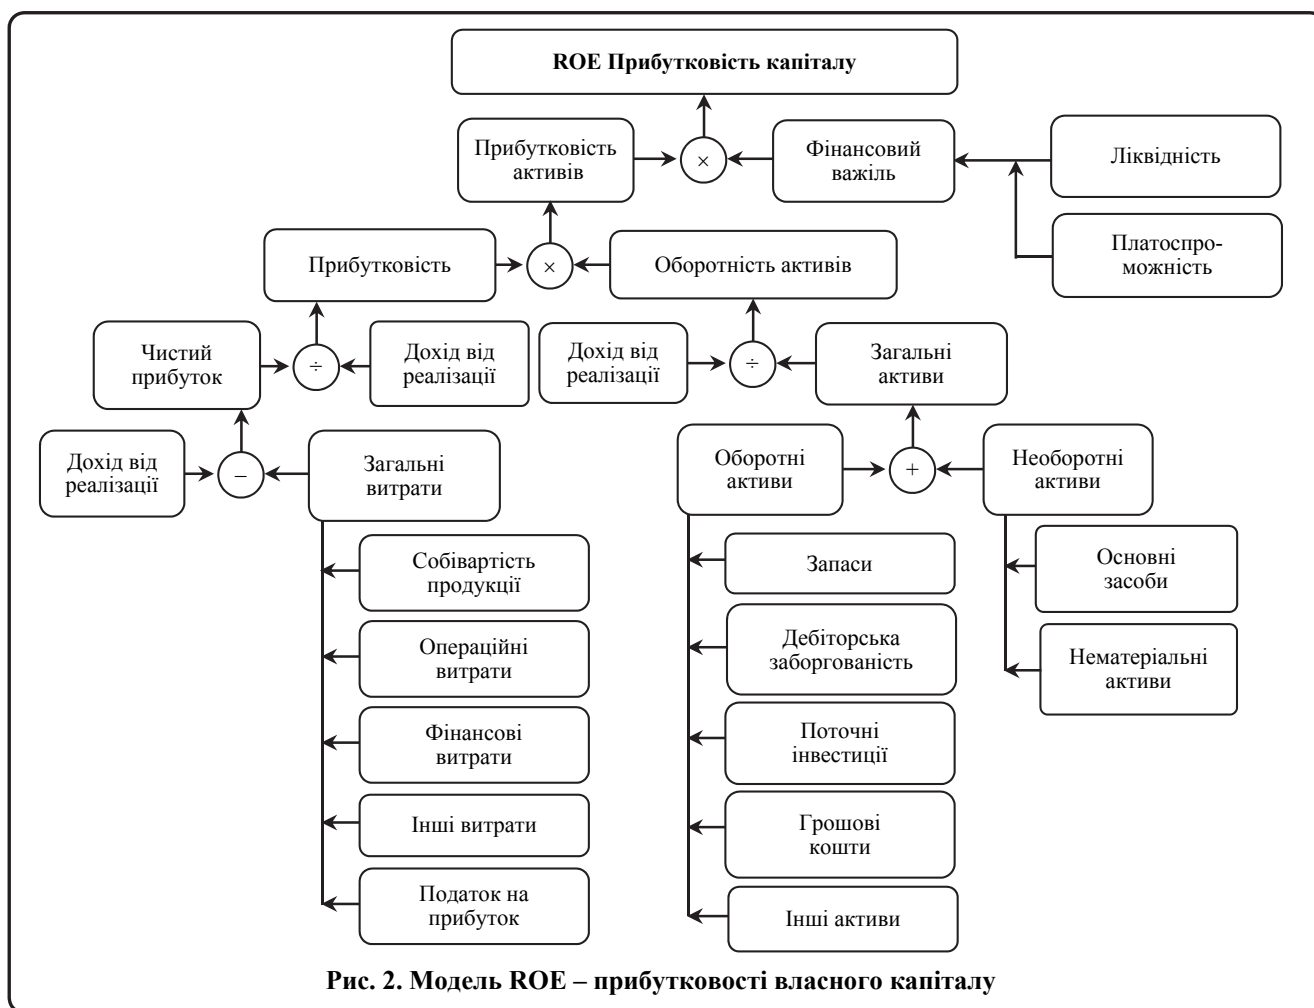 ROE Прибутковість капіталу
Прибутковість
активів
×
Фінансовий
важіль
Ліквідність
Платоспро-
можність
Прибутковість
×
Оборотність активів
Чистий
прибуток
÷
Дохід від
реалізації
Дохід від
реалізації
÷
Загальні
активи
Дохід від
реалізації
–
Загальні
витрати
Оборотні
активи
+
Необоротні
активи
Собівартість
продукції
Операційні
витрати
Фінансові
витрати
Інші витрати
Податок на
прибуток
Запаси
Дебіторська
заборгованість
Поточні
інвестиції
Грошові
кошти
Інші активи
Основні
засоби
Нематеріальні
активи
Рис. 2. Модель ROE – прибутковості власного капіталу